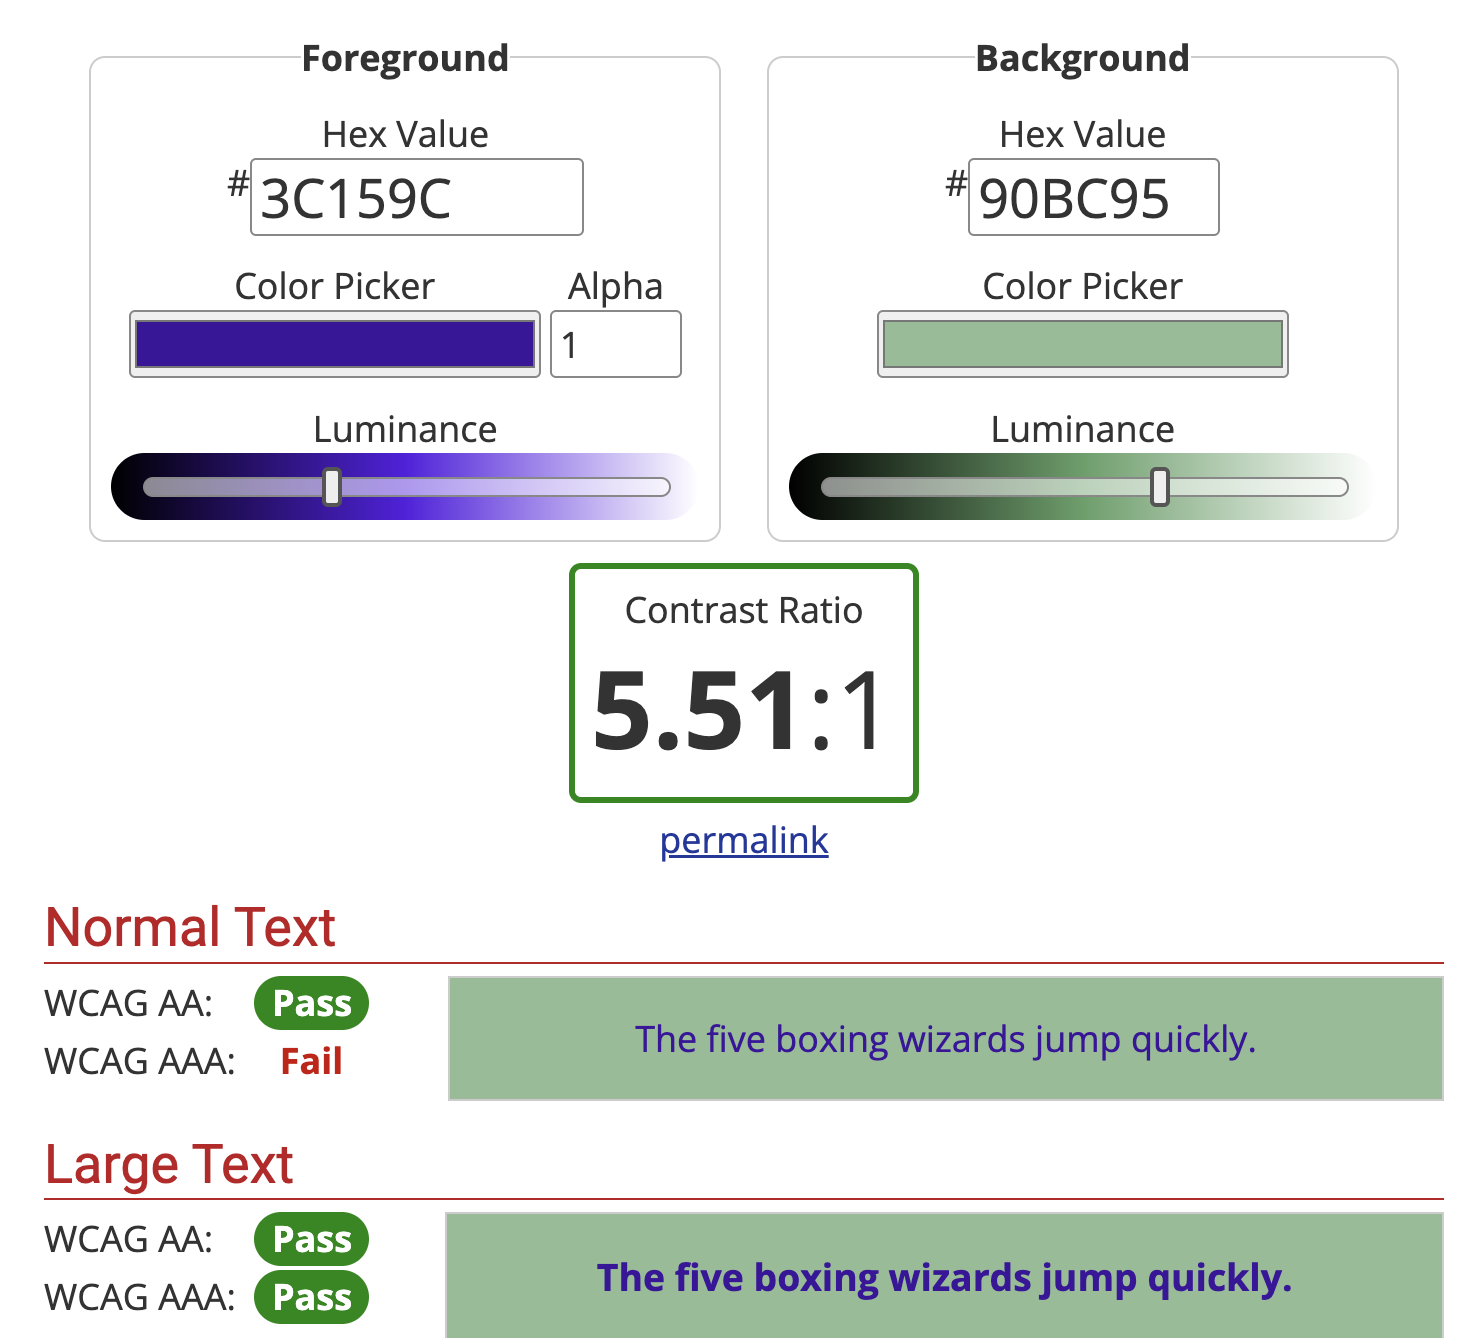 Foreground
Hex Value
#3C159C
Color Picker
Alpha
1
Luminance
Background
Hex Value
#90BC95
Color Picker
Luminance
Contrast Ratio
5.51:1
permalink
Normal Text
WCAG AA: Pass
WCAG AAA: Fail
The five boxing wizards jump quickly.
Large Text
WCAG AA: Pass
WCAG AAA: Pass
The five boxing wizards jump quickly.